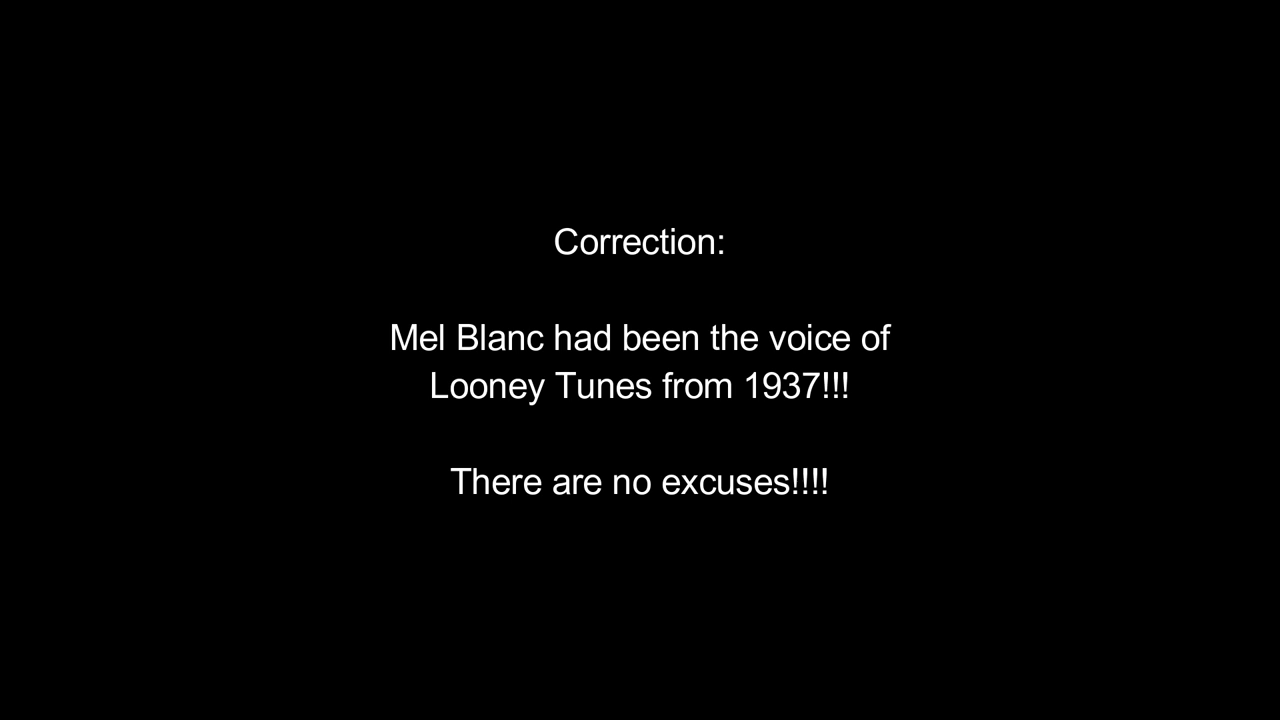 Correction:
Mel Blanc had been the voice of
Looney Tunes from 1937!!!
There are no excuses!!!!